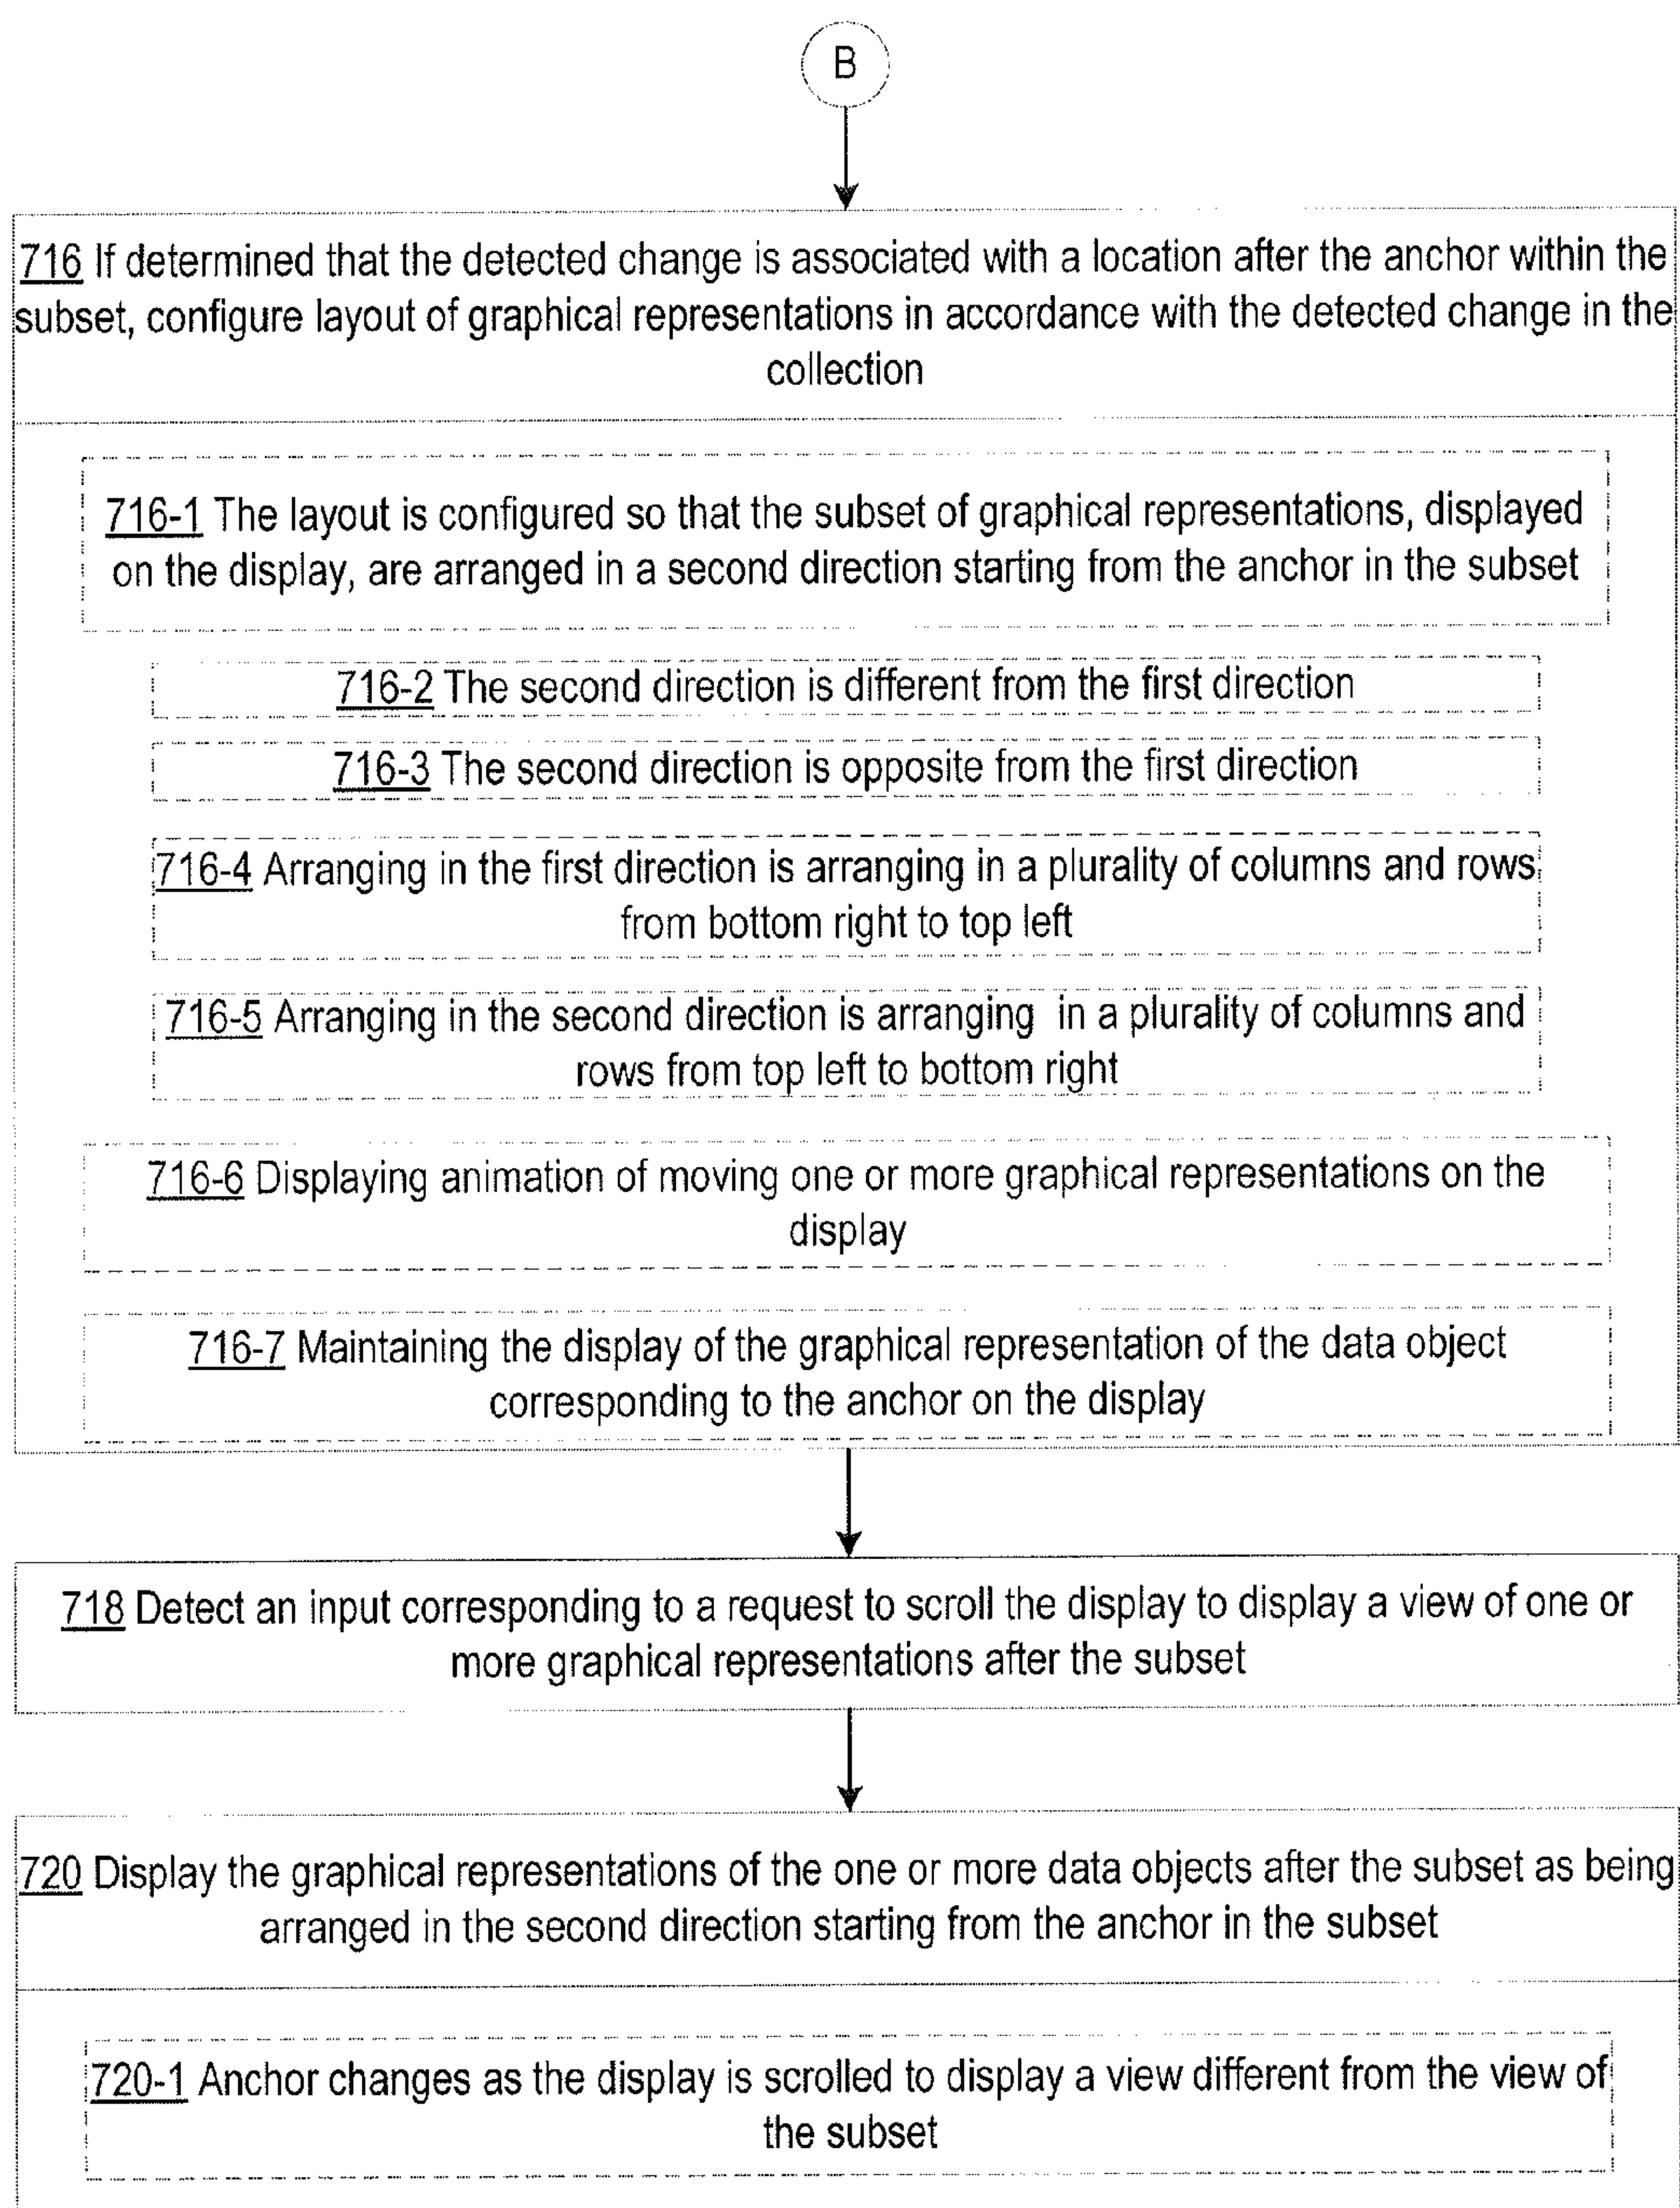 B
716 If determined that the detected change is associated with a location after the anchor within the
subset, configure layout of graphical representations in accordance with the detected change in the
collection
716-1 The layout is configured so that the subset of graphical representations, displayed
on the display, are arranged in a second direction starting from the anchor in the subset
716-2 The second direction is different from the first direction
716-3 The second direction is opposite from the first direction
716-4 Arranging in the first direction is arranging in a plurality of columns and rows
from bottom right to top left
716-5 Arranging in the second direction is arranging in a plurality of columns and
rows from top left to bottom right
716-6 Displaying animation of moving one or more graphical representations on the
display
716-7 Maintaining the display of the graphical representation of the data object
corresponding to the anchor on the display
718 Detect an input corresponding to a request to scroll the display to display a view of one or
more graphical representations after the subset
720 Display the graphical representations of the one or more data objects after the subset as being
arranged in the second direction starting from the anchor in the subset
720-1 Anchor changes as the display is scrolled to display a view different from the view of
the subset